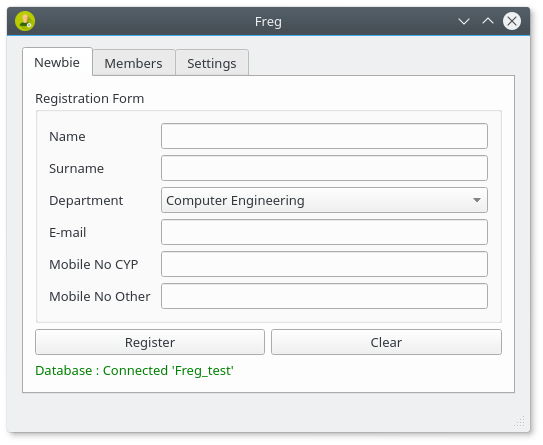 Freg
Newbie Members Settings
Registration Form
Name
Surname
Department Computer Engineering
E-mail
Mobile No CYP
Mobile No Other
Register Clear
Database : Connected 'Freg_test'